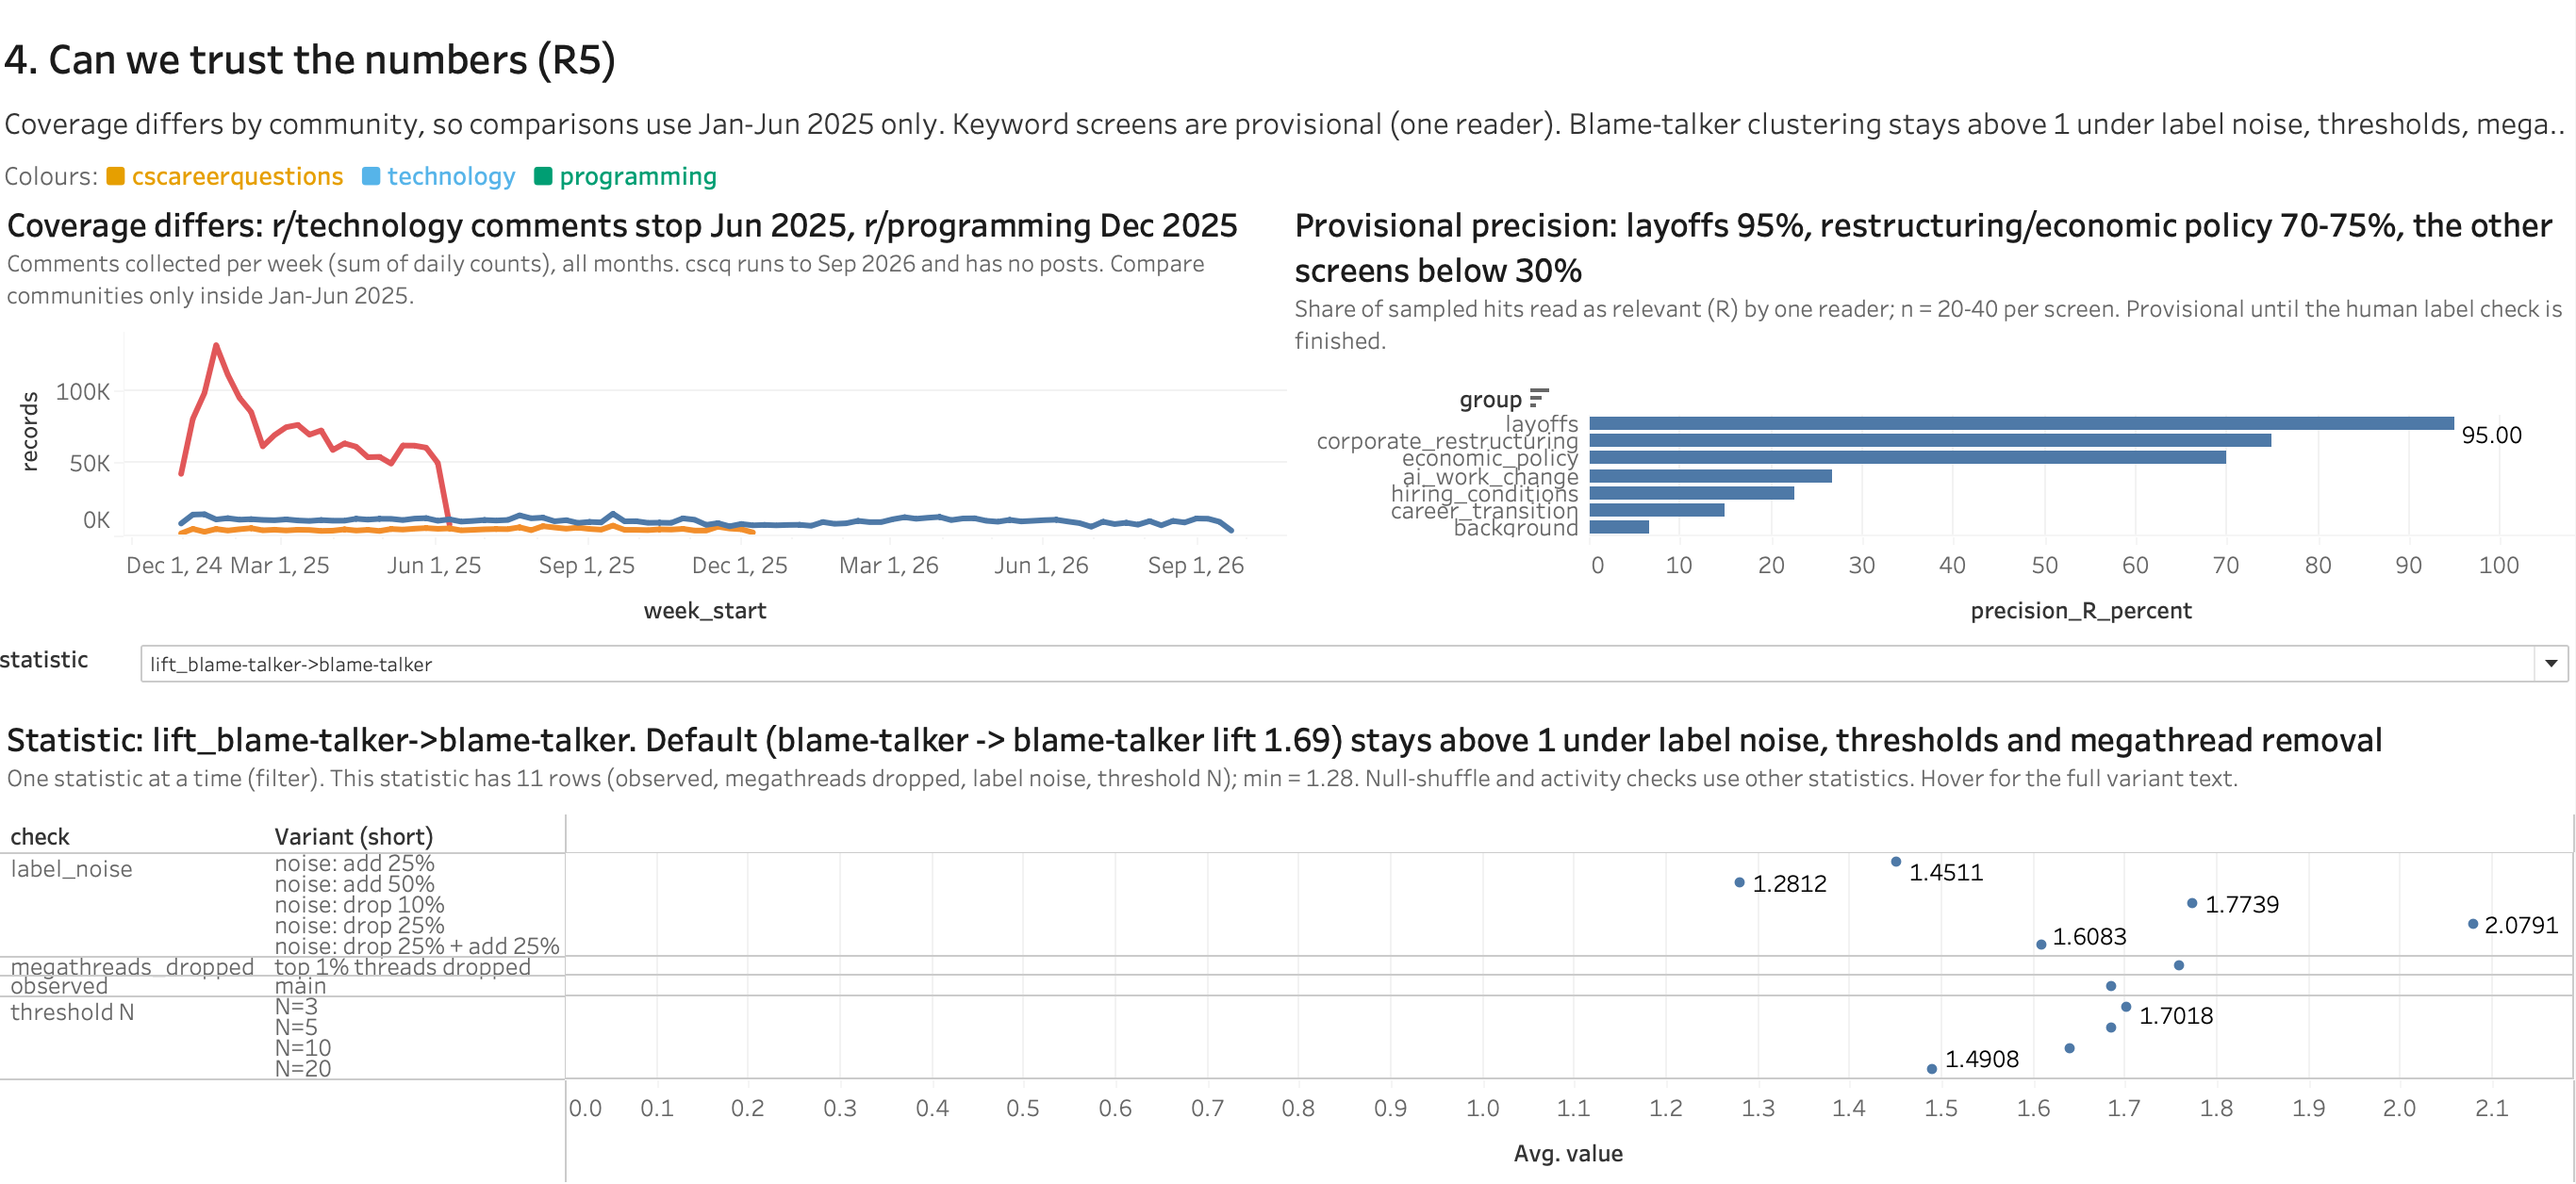 4. Can we trust the numbers (R5)
Coverage differs by community, so comparisons use Jan-Jun 2025 only. Keyword screens are provisional (one reader). Blame-talker clustering stays above 1 under label noise, thresholds, mega..
Colours: cscareerquestions technology programming
Coverage differs: r/technology comments stop Jun 2025, r/programming Dec 2025
Comments collected per week (sum of daily counts), all months. cscq runs to Sep 2026 and has no posts. Compare
communities only inside Jan-Jun 2025.
records
100K
50K
0K
Dec 1, 24 Mar 1, 25 Jun 1, 25 Sep 1, 25 Dec 1, 25 Mar 1, 26 Jun 1, 26 Sep 1, 26
week_start
Provisional precision: layoffs 95%, restructuring/economic policy 70-75%, the other
screens below 30%
Share of sampled hits read as relevant (R) by one reader; n = 20-40 per screen. Provisional until the human label check is
finished.
group
layoffs
95.00
corporate_restructuring
economic_policy
ai_work_change
hiring_conditions
career_transition
background
0 10 20 30 40 50 60 70 80 90 100
precision_R_percent
statistic lift_blame-talker->blame-talker
Statistic: lift_blame-talker->blame-talker. Default (blame-talker -> blame-talker lift 1.69) stays above 1 under label noise, thresholds and megathread removal
One statistic at a time (filter). This statistic has 11 rows (observed, megathreads dropped, label noise, threshold N); min = 1.28. Null-shuffle and activity checks use other statistics. Hover for the full variant text.
check Variant (short)
label_noise noise: add 25% 1.4511
noise: add 50% 1.2812
noise: drop 10% 1.7739
noise: drop 25% 2.0791
noise: drop 25% + add 25% 1.6083
megathreads_dropped top 1% threads dropped
observed main
threshold N N=3 1.7018
N=5
N=10
N=20 1.4908
0.0 0.1 0.2 0.3 0.4 0.5 0.6 0.7 0.8 0.9 1.0 1.1 1.2 1.3 1.4 1.5 1.6 1.7 1.8 1.9 2.0 2.1
Avg. value